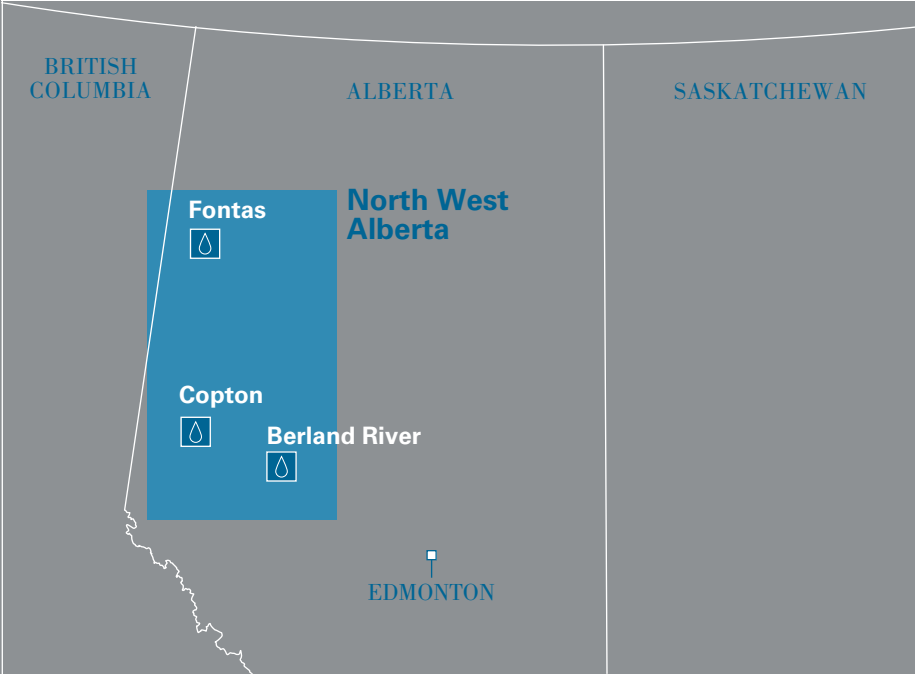 BRITISH
COLUMBIA
ALBERTA
SASKATCHEWAN
North West
Alberta
Fontas
Copton
Berland River
EDMONTON